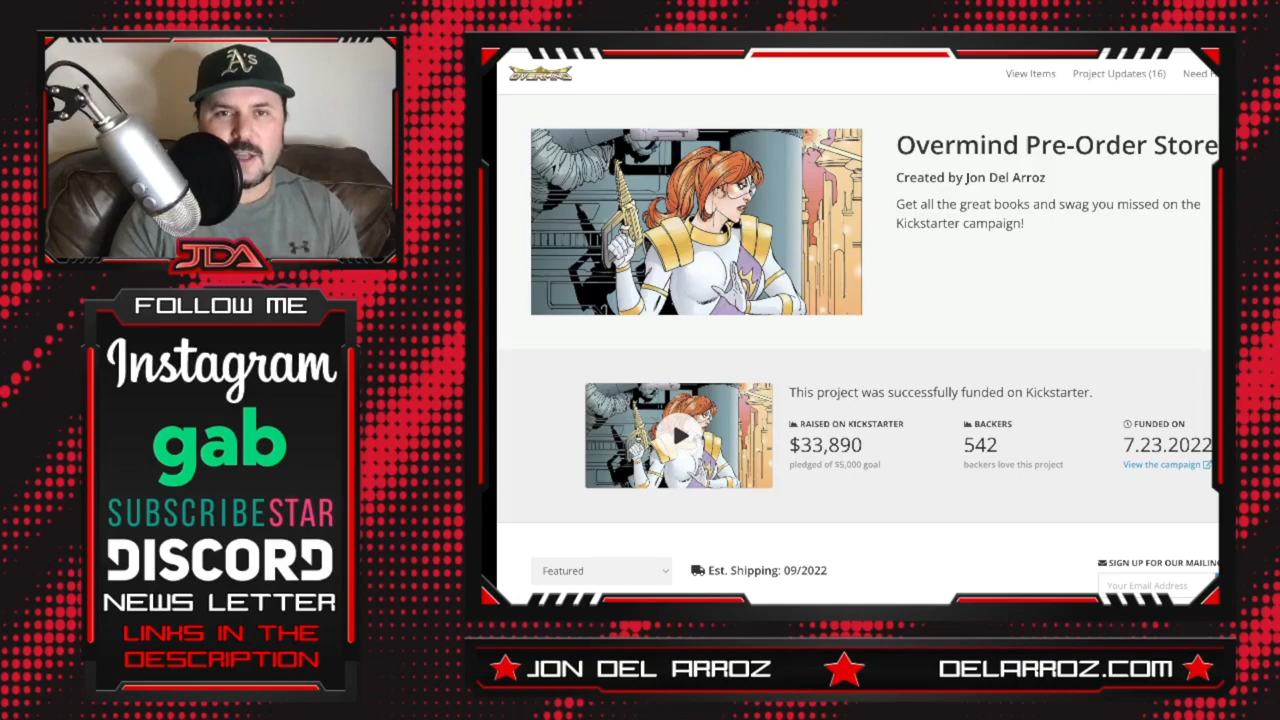 A's
JDA
FOLLOW ME
Instagram
gab
SUBSCRIBESTAR
DISCORD
NEWS LETTER
LINKS IN THE
DESCRIPTION
OVERMIND
View Items
Project Updates (16)
Need
Overmind Pre-Order Store
Created by Jon Del Arroz
Get all the great books and swag you missed on the
Kickstarter campaign!
This project was successfully funded on Kickstarter.
RAISED ON KICKSTARTER
$33,890
pledged of $5,000 goal
BACKERS
542
backers love this project
FUNDED ON
7.23.2022
View the campaign
Featured
Est. Shipping: 09/2022
SIGN UP FOR OUR MAILIN
Your Email Address
JON DEL ARROZ
DELARROZ.COM